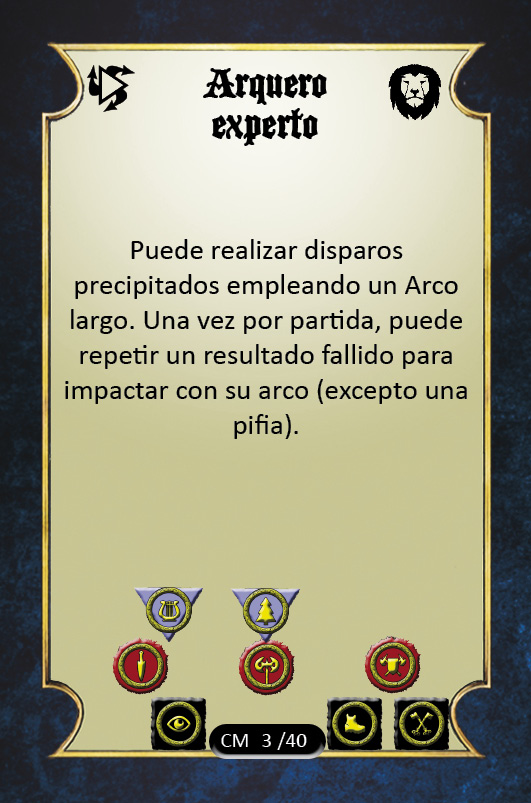 Arquero
experto
Puede realizar disparos
precipitados empleando un Arco
largo. Una vez por partida, puede
repetir un resultado fallido para
impactar con su arco (excepto una
pifia).
CM 3 /40